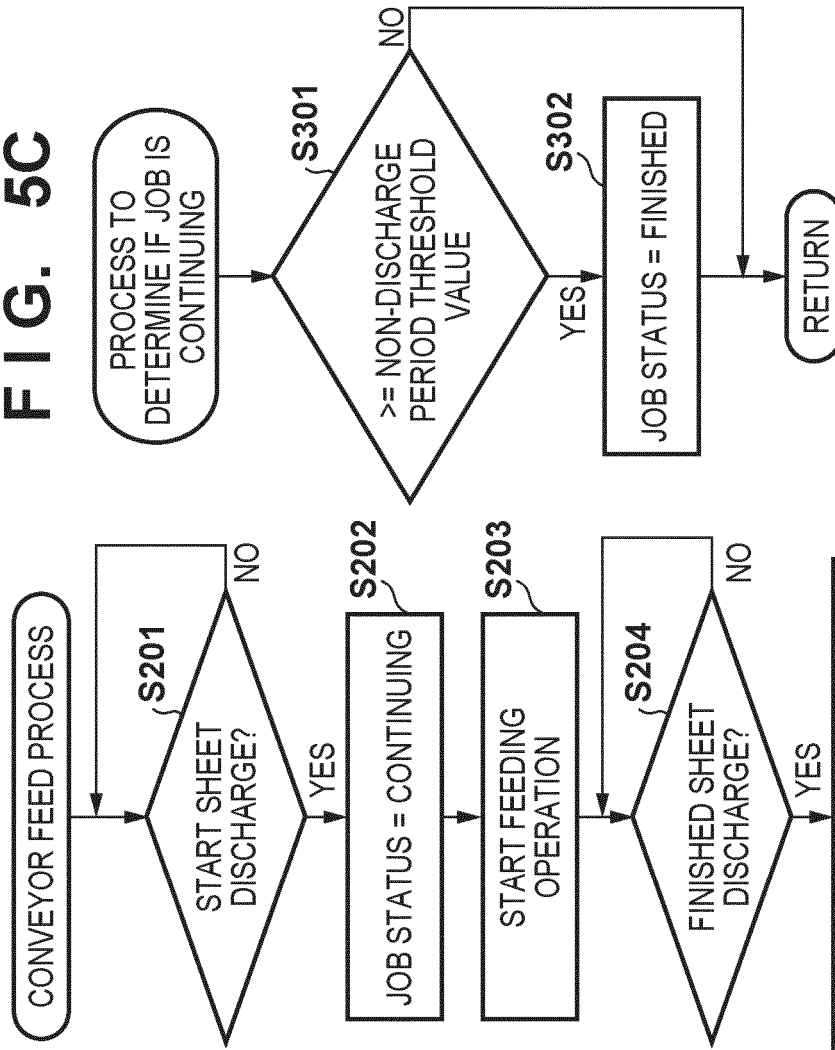 FIG. 5C
CONVEYOR FEED PROCESS
S201
START SHEET
DISCHARGE?
NO
YES
S202
JOB STATUS = CONTINUING
S203
START FEEDING
OPERATION
S204
FINISHED SHEET
DISCHARGE?
NO
YES
PROCESS TO
DETERMINE IF JOB IS
CONTINUING
S301
>= NON-DISCHARGE
PERIOD THRESHOLD
VALUE
NO
YES
S302
JOB STATUS = FINISHED
RETURN